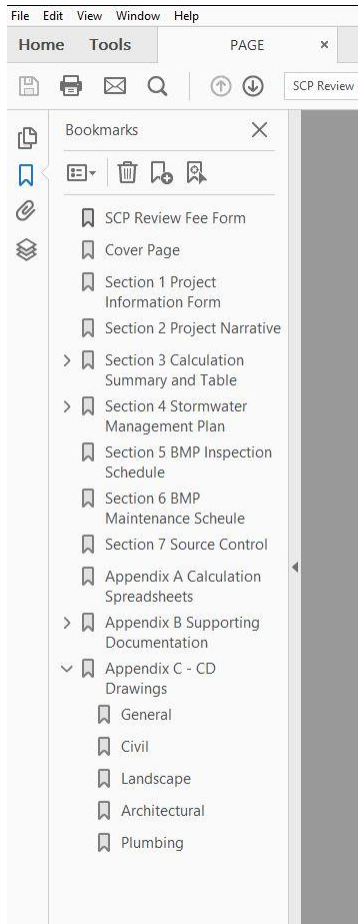 File Edit View Window Help
Home Tools PAGE ×
SCP Review
Bookmarks
SCP Review Fee Form
Cover Page
Section 1 Project
Information Form
Section 2 Project Narrative
Section 3 Calculation
Summary and Table
Section 4 Stormwater
Management Plan
Section 5 BMP Inspection
Schedule
Section 6 BMP
Maintenance Scheule
Section 7 Source Control
Appendix A Calculation
Spreadsheets
Appendix B Supporting
Documentation
Appendix C - CD
Drawings
General
Civil
Landscape
Architectural
Plumbing